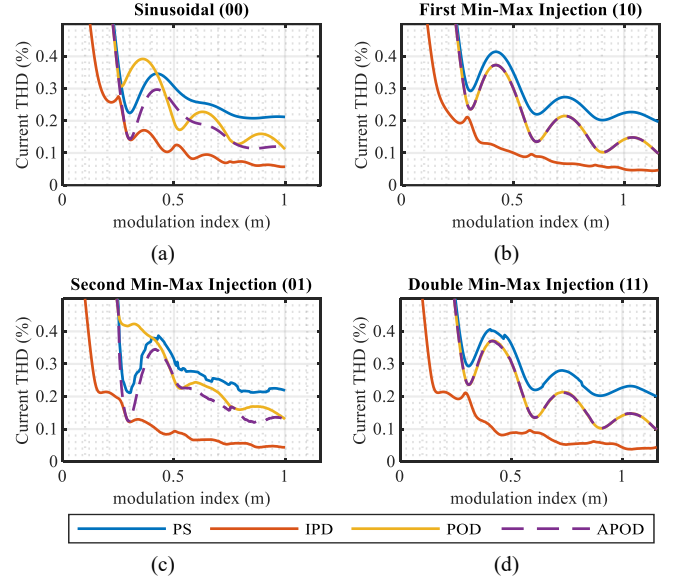 Sinusoidal (00)
Current THD (%)
0.4
0.3
0.2
0.1
0
0
0.5
1
modulation index (m)
(a)
First Min-Max Injection (10)
Current THD (%)
0.4
0.3
0.2
0.1
0
0
0.5
1
modulation index (m)
(b)
Second Min-Max Injection (01)
Current THD (%)
0.4
0.3
0.2
0.1
0
0
0.5
1
modulation index (m)
Double Min-Max Injection (11)
Current THD (%)
0.4
0.3
0.2
0.1
0
0
0.5
1
modulation index (m)
PS IPD POD APOD
(c)
(d)